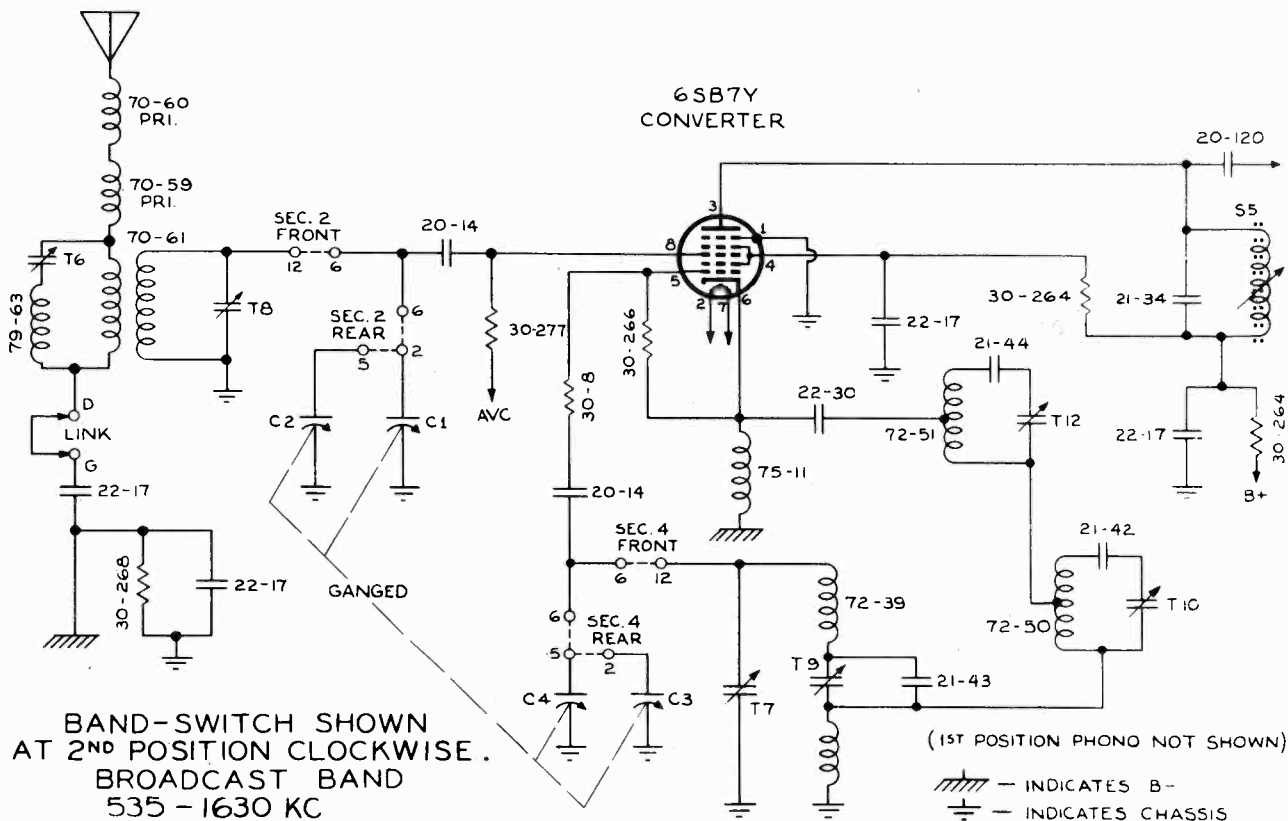 6SB7Y
CONVERTER
70-60
PRI.
70-59
PRI.
T6
70-61
79-63
T8
SEC. 2
FRONT
12
6
20-14
SEC. 2
REAR
6
5
2
C2
C1
30-277
AVC
D
LINK
G
22-17
30-268
22-17
GANGED
3
1
8
4
5
2
7
6
30-8
30-266
20-14
22-30
75-11
22-17
30-264
20-120
S5
21-34
22-17
30-264
B+
21-44
72-51
T12
21-42
72-50
T10
SEC. 4
FRONT
6
12
6
SEC. 4
REAR
5
2
C4
C3
T7
72-39
T9
21-43
BAND-SWITCH SHOWN
AT 2ND POSITION CLOCKWISE.
BROADCAST BAND
535-1630 KC
(1ST POSITION PHONO NOT SHOWN)
— INDICATES B-
— INDICATES CHASSIS